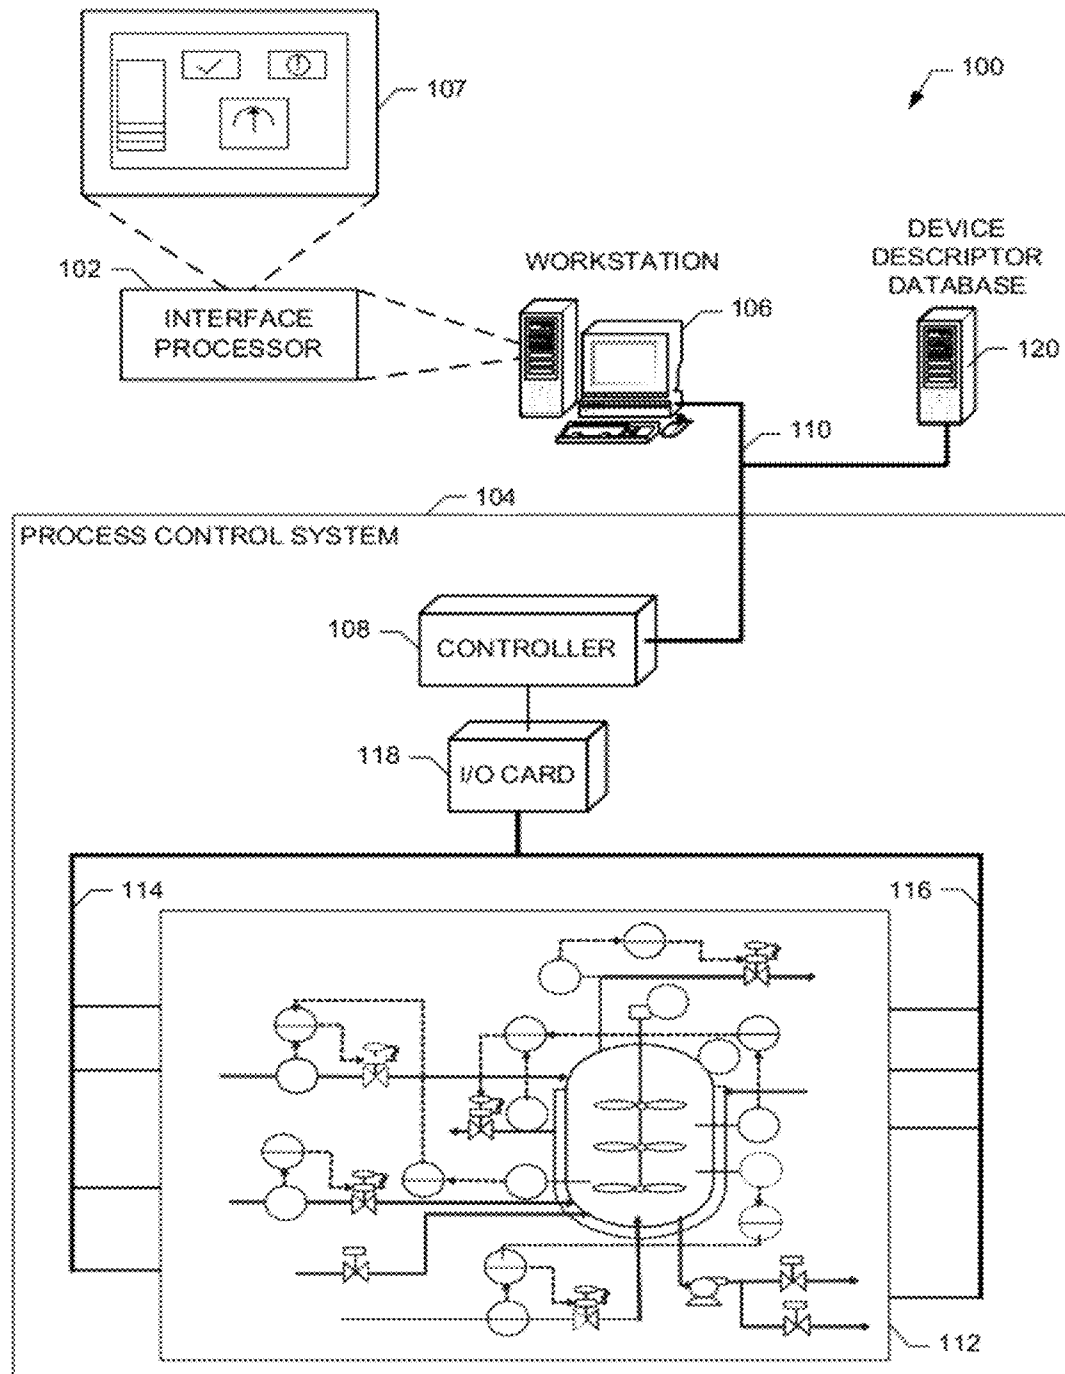 107
100
102
INTERFACE
PROCESSOR
WORKSTATION
106
DEVICE
DESCRIPTOR
DATABASE
120
110
104
PROCESS CONTROL SYSTEM
108
CONTROLLER
118
I/O CARD
114
116
112